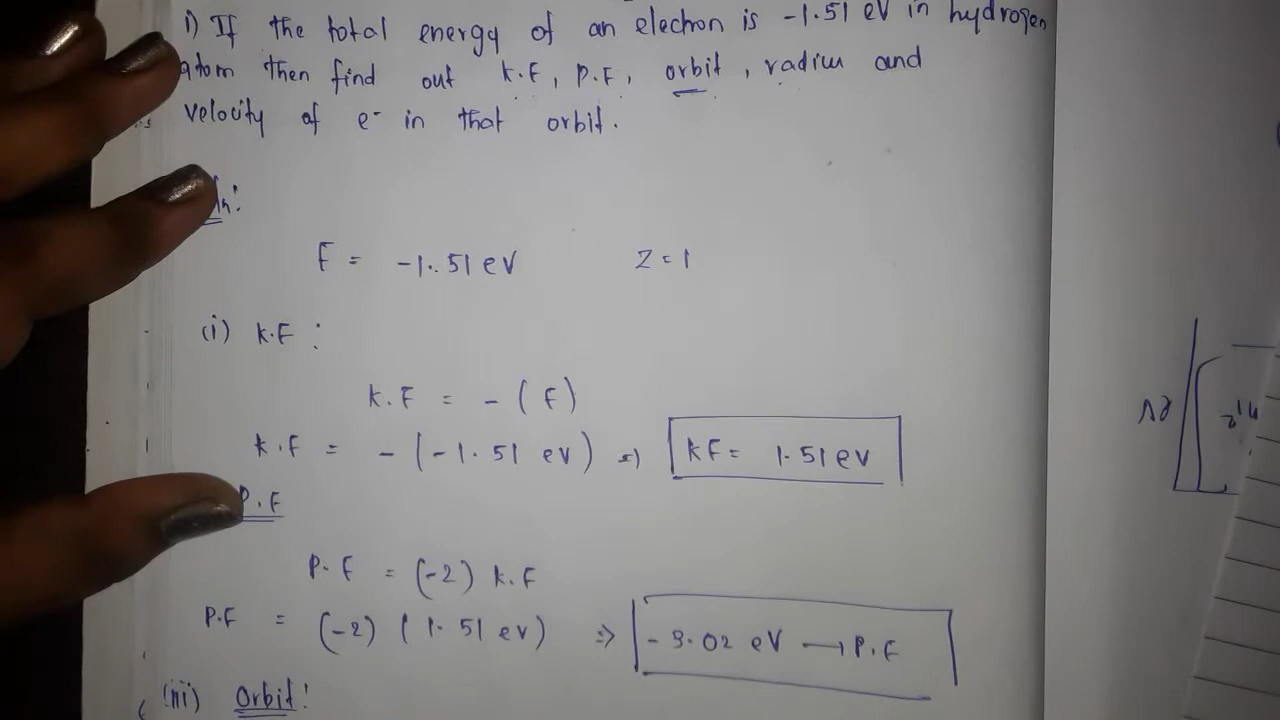 i) If the total energy of an electron is -1.51 eV in hydrogen
atom then find out K.E, P.E, orbit, radius and
velocity of e⁻ in that orbit.
E = -1.51 eV Z = 1
(i) K.E :
K.E = - (E)
K.E = - (-1.51 eV) => KE = 1.51 eV
P.E
P.E = (-2) K.E
P.E = (-2) (1.51 eV) => -3.02 eV → P.E
(iii) Orbit: